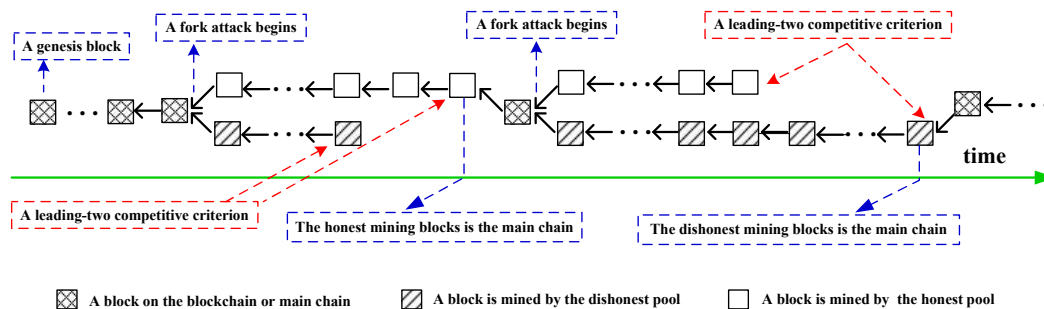 A genesis block
A fork attack begins
A fork attack begins
A leading-two competitive criterion
time
A leading-two competitive criterion
The honest mining blocks is the main chain
The dishonest mining blocks is the main chain
A block on the blockchain or main chain
A block is mined by the dishonest pool
A block is mined by the honest pool